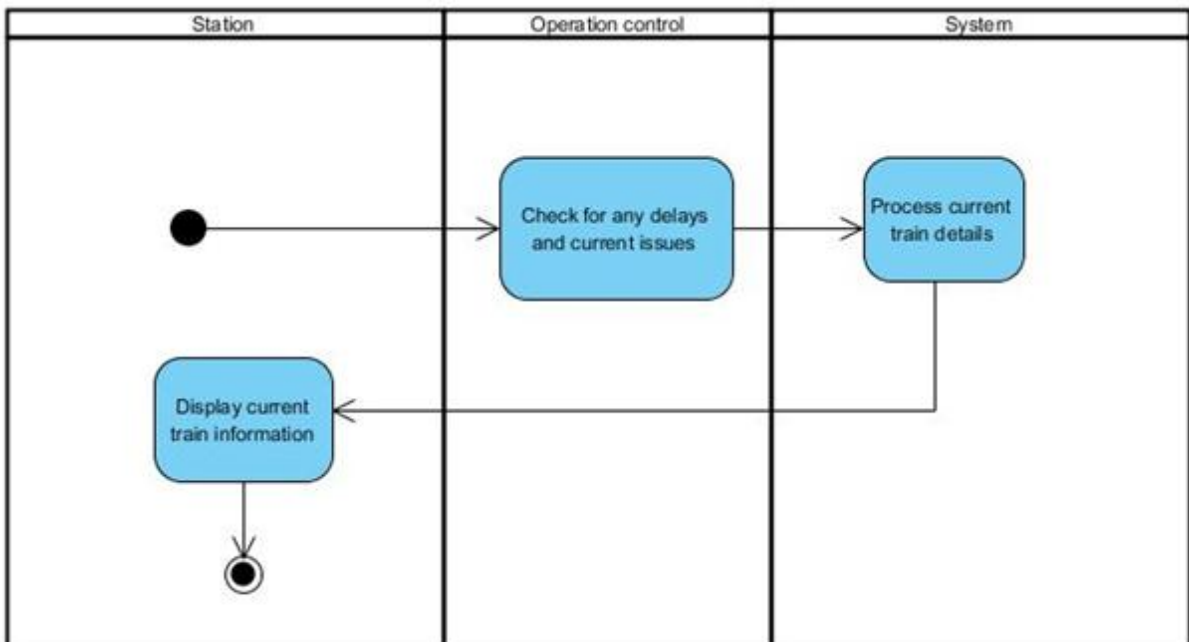 Station
Operation control
System
Check for any delays
and current issues
Process current
train details
Display current
train information